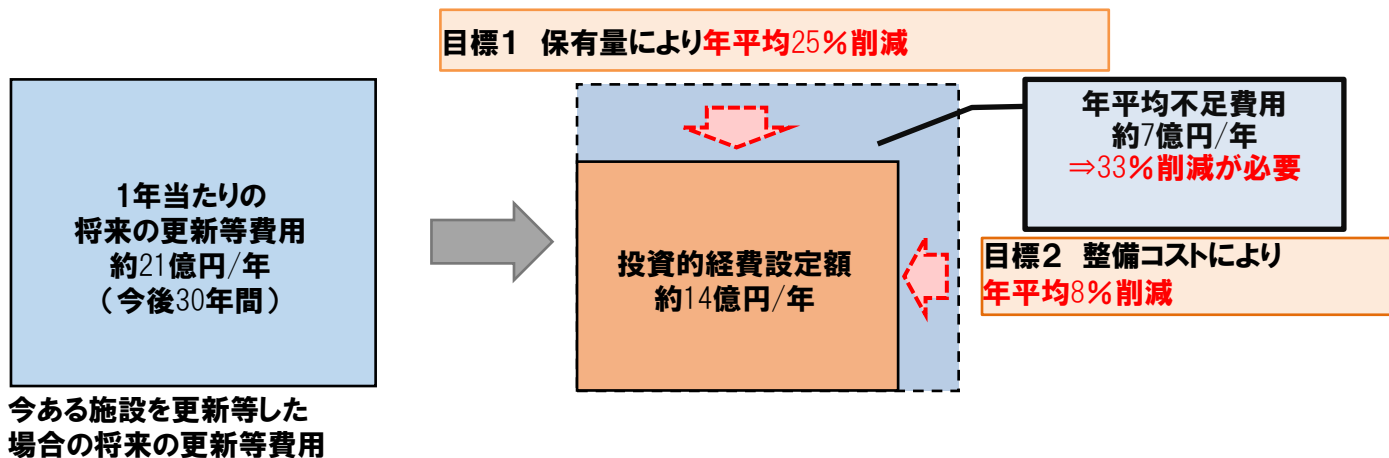 目標1　保有量により年平均25%削減
1年当たりの
将来の更新等費用
約21億円/年
（今後30年間）
今ある施設を更新等した
場合の将来の更新等費用
投資的経費設定額
約14億円/年
年平均不足費用
約7億円/年
⇒33%削減が必要
目標2　整備コストにより
年平均8%削減